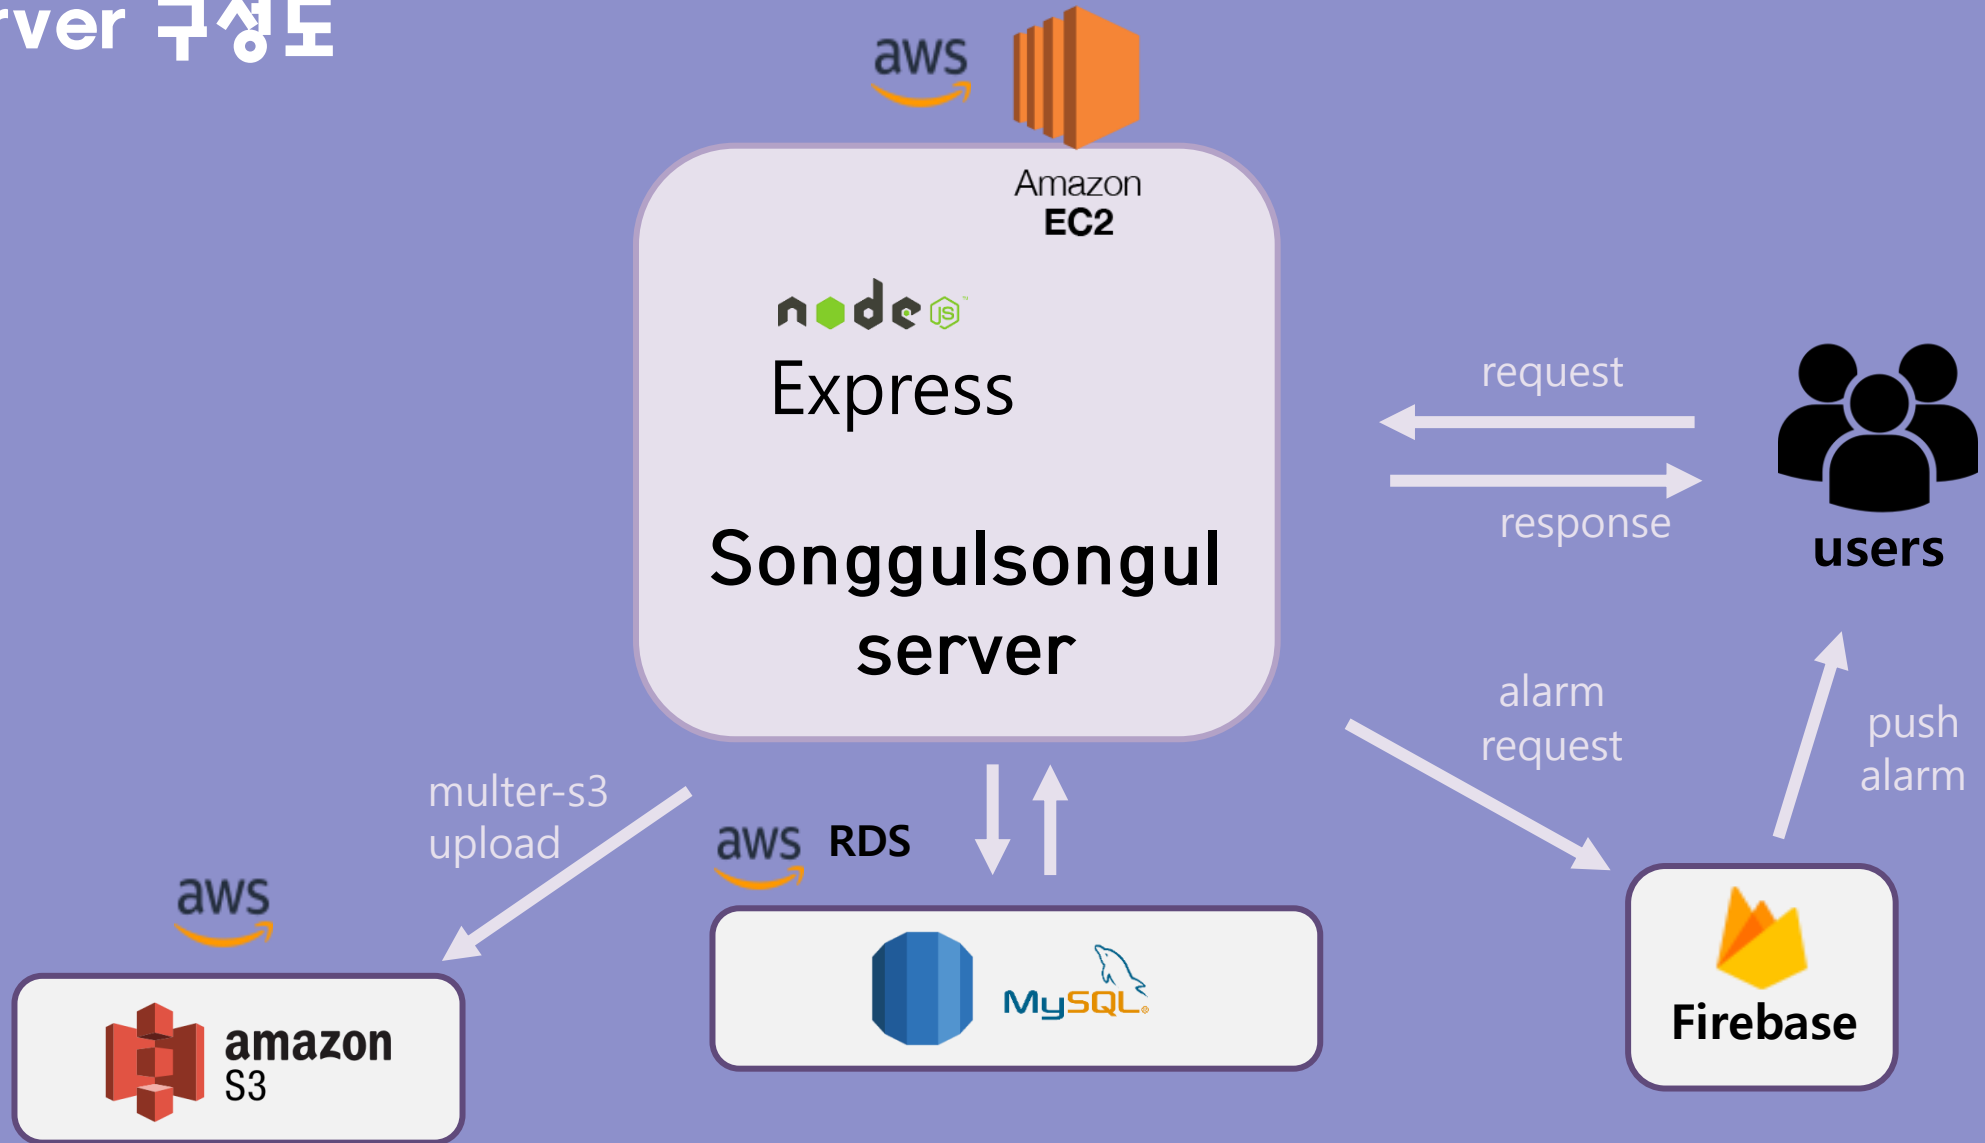 rver 구성도
aws
Amazon
EC2
node JS
Express
Songgulsongul
server
request
response
users
alarm
request
push
alarm
multer-s3
upload
aws RDS
aws
amazon
S3
MySQL
Firebase